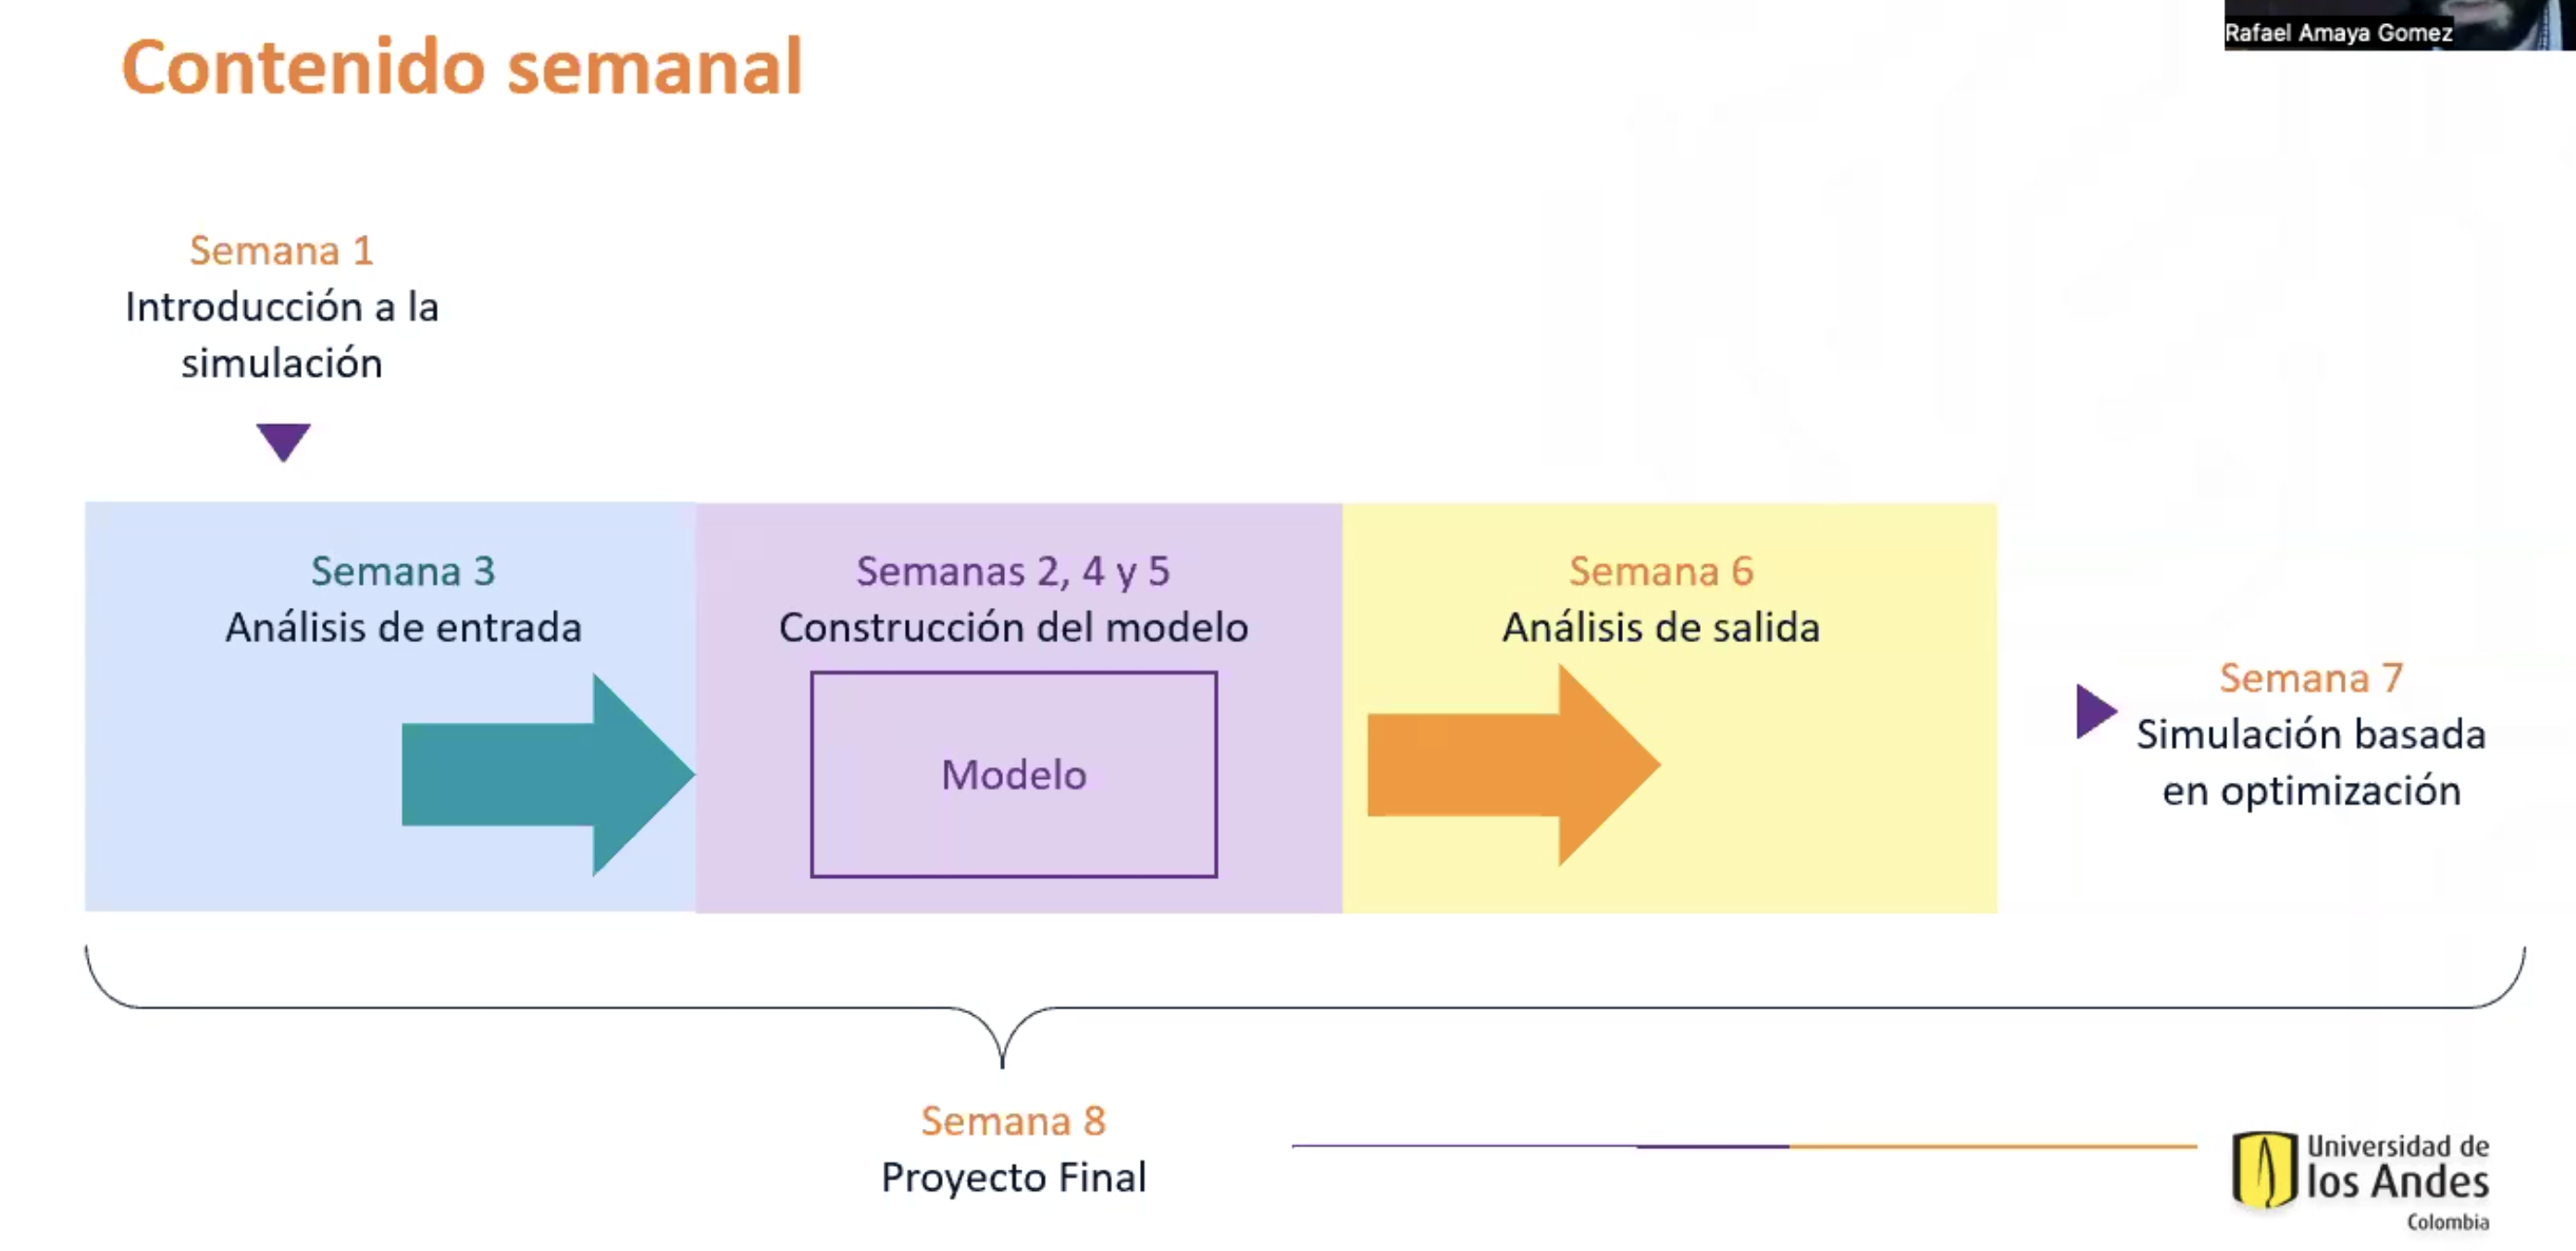 Contenido semanal
Rafael Amaya Gomez
Semana 1
Introducción a la
simulación
Semana 3
Análisis de entrada
Semanas 2, 4 y 5
Construcción del modelo
Modelo
Semana 6
Análisis de salida
Semana 7
Simulación basada
en optimización
Semana 8
Proyecto Final
Universidad de
los Andes
Colombia